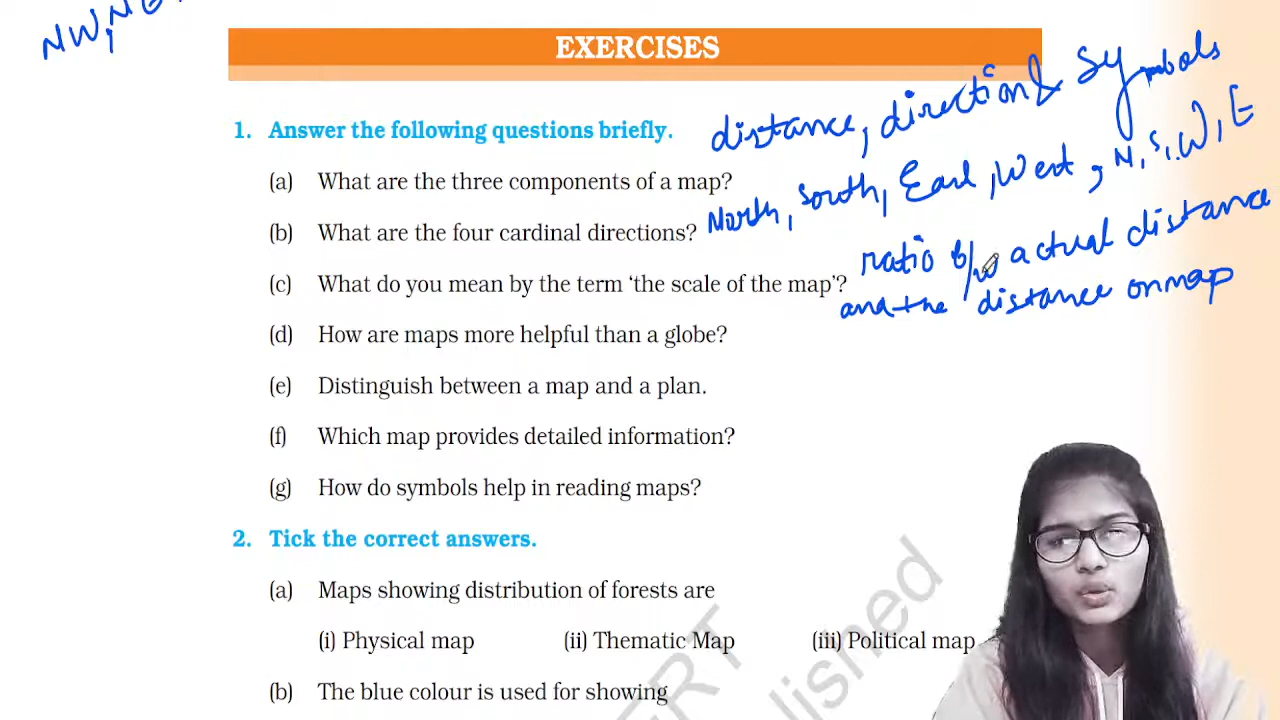 NW, NE,
EXERCISES
1. Answer the following questions briefly.
distance, direction & Symbols
(a) What are the three components of a map?
North, South, East, West, N, S, W, E
(b) What are the four cardinal directions?
ratio b/w actual distance
(c) What do you mean by the term ‘the scale of the map’?
and the distance on map
(d) How are maps more helpful than a globe?
(e) Distinguish between a map and a plan.
(f) Which map provides detailed information?
(g) How do symbols help in reading maps?
2. Tick the correct answers.
(a) Maps showing distribution of forests are
(i) Physical map (ii) Thematic Map (iii) Political map
(b) The blue colour is used for showing